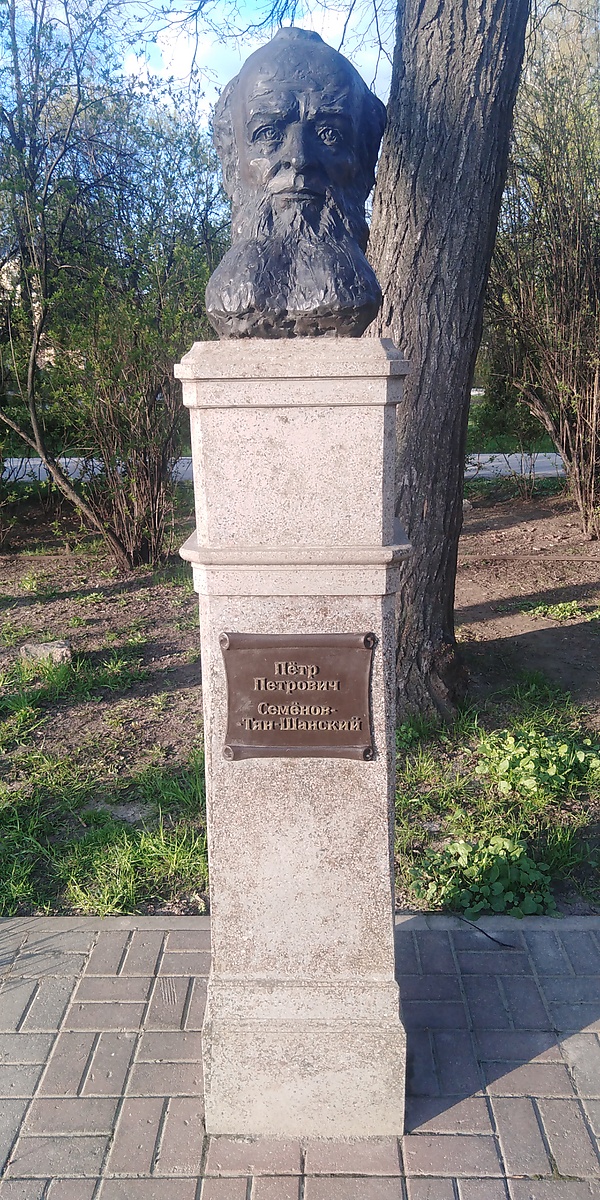 Пётр
Петрович
Семёнов-
-Тян-Шанский